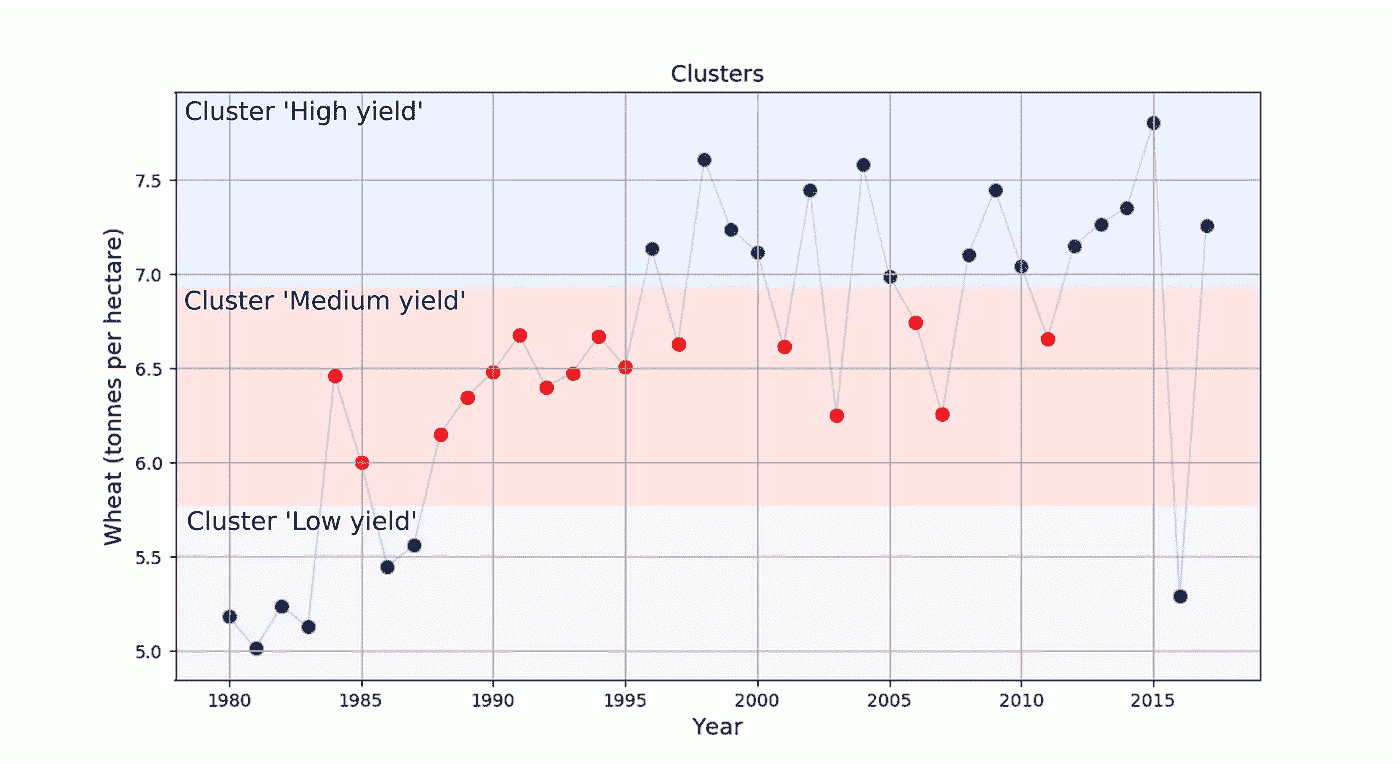 Clusters
Cluster 'High yield'
7.5
7.0
Cluster 'Medium yield'
6.5
6.0
Cluster 'Low yield'
5.5
5.0
Wheat (tonnes per hectare)
1980 1985 1990 1995 2000 2005 2010 2015
Year